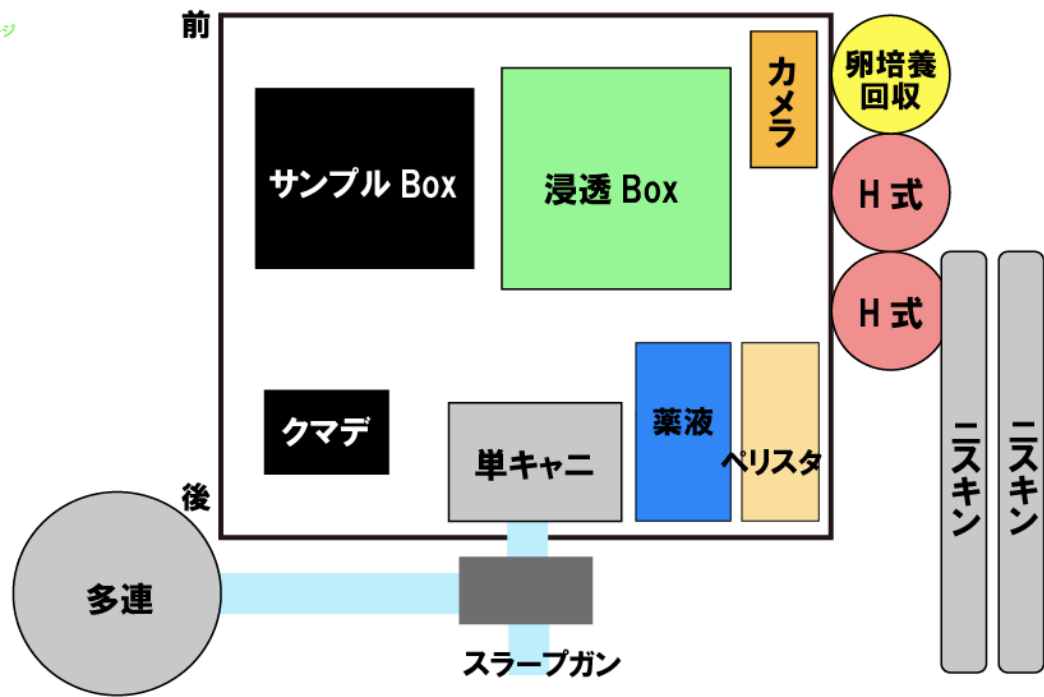 ージ
前
カ
メ
ラ
卵培養
回収
サンプル Box
浸透 Box
H 式
H 式
クマデ
単キャニ
薬液
ペリスタ
ニスキン
ニスキン
後
多連
スラープガン